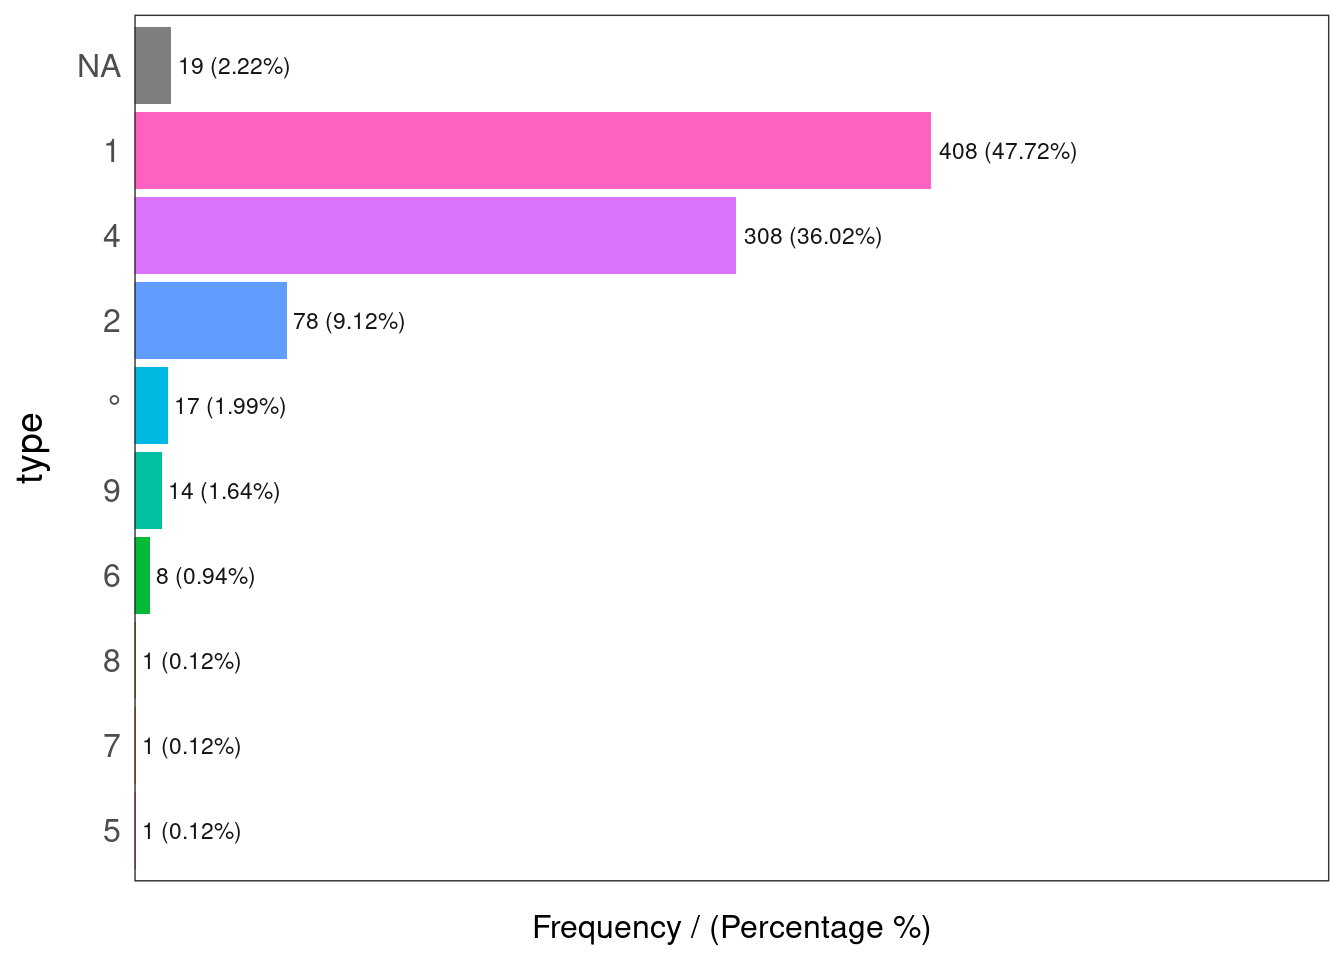 NA 19 (2.22%)
1 408 (47.72%)
4 308 (36.02%)
2 78 (9.12%)
° 17 (1.99%)
9 14 (1.64%)
6 8 (0.94%)
8 1 (0.12%)
7 1 (0.12%)
5 1 (0.12%)
type
Frequency / (Percentage %)